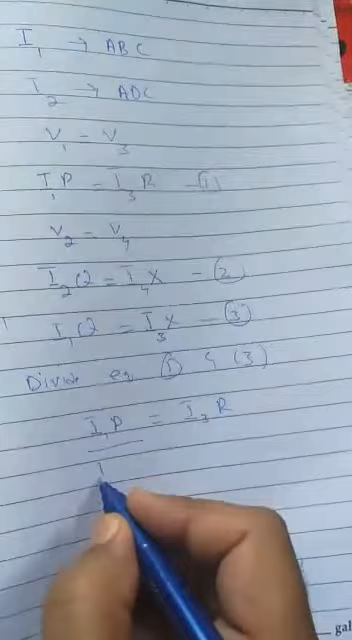 I₁ → ABC
I₂ → ADC
V₁ = V₃
I₁P = I₃R - (1)
V₂ = V₄
I₂Q = I₄X - (2)
I₁Q = I₃X - (3)
Divide eq (1) & (3)
I₁P = I₃R
gal